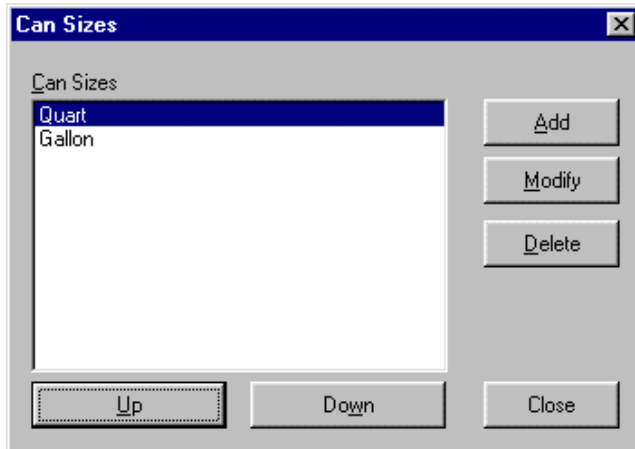 Can Sizes
Can Sizes
Quart
Gallon
Add
Modify
Delete
Up
Down
Close